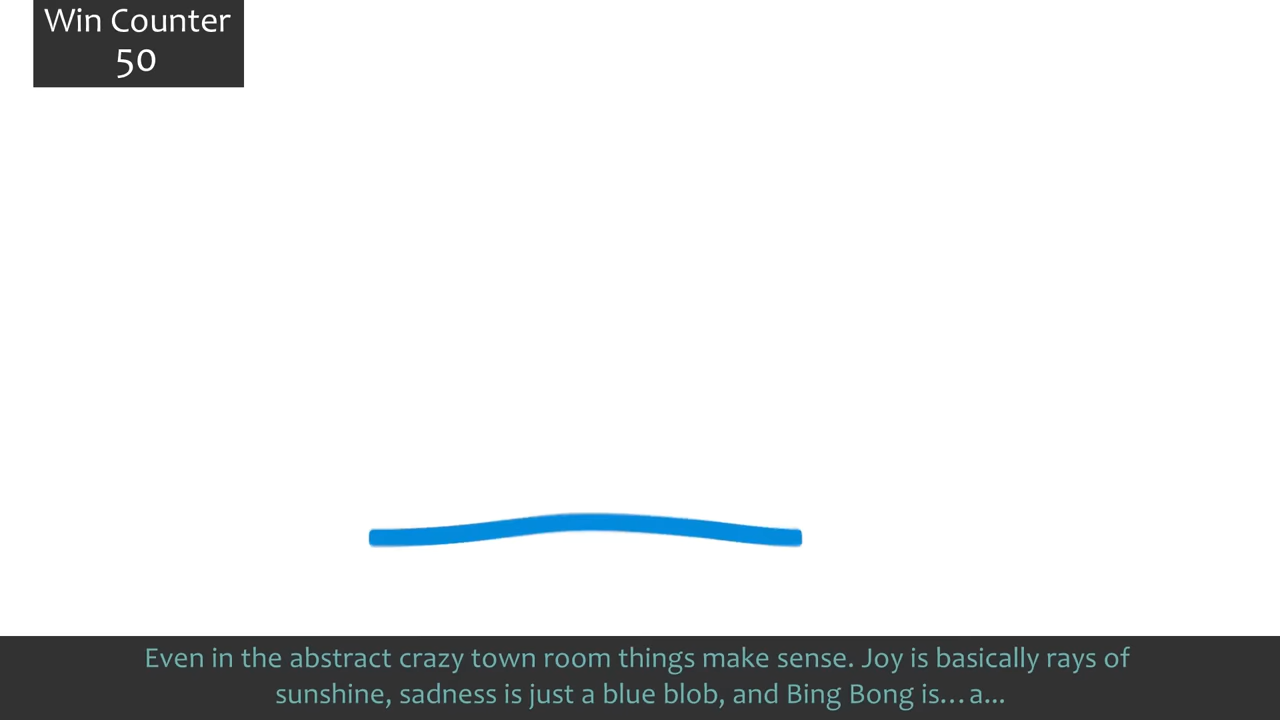 Win Counter
50
Even in the abstract crazy town room things make sense. Joy is basically rays of
sunshine, sadness is just a blue blob, and Bing Bong is...a...